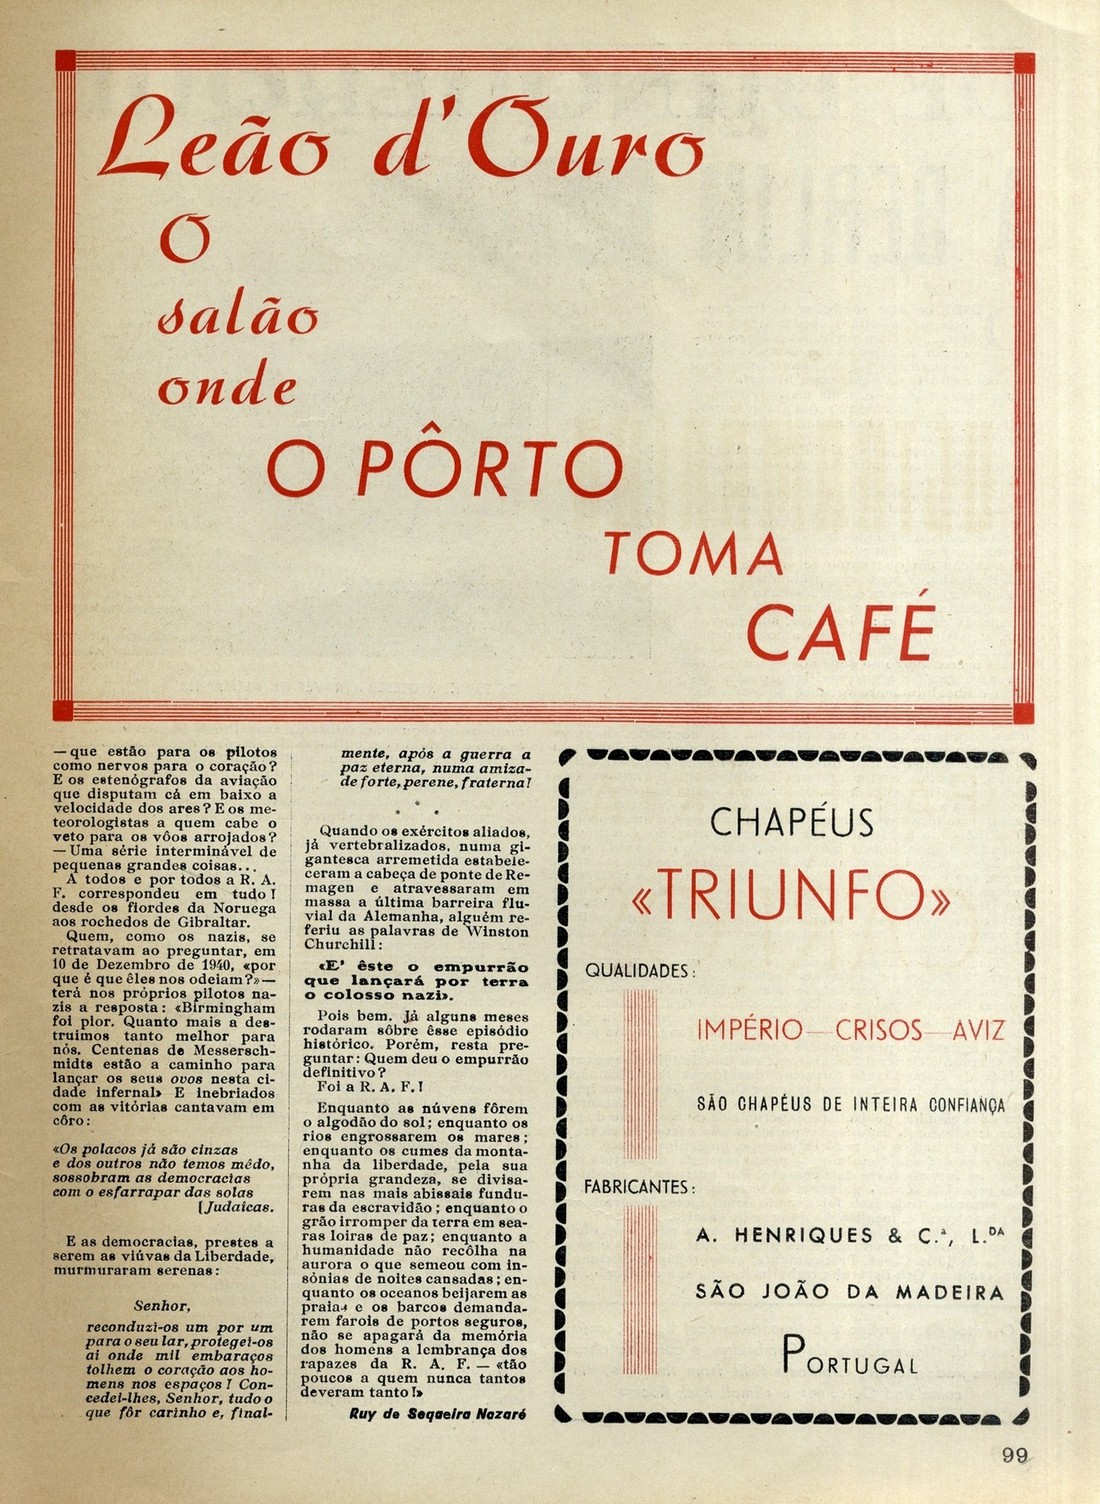 Leão d'Ouro
O
salão
onde
O PÔRTO
TOMA
CAFÉ
— que estão para os pilotos
como nervos para o coração?
E os estenógrafos da aviação
que disputam cá em baixo a
velocidade dos ares? E os me-
teorologistas a quem cabe o
veto para os vôos arrojados?
— Uma série interminável de
pequenas grandes coisas...
A todos e por todos a R. A.
F. correspondeu em tudo!
desde os fiordes da Noruega
aos rochedos de Gibraltar.
Quem, como os nazis, se
retratavam ao preguntar, em
10 de Dezembro de 1940, «por
que é que êles nos odeiam?»—
terá nos próprios pilotos na-
zis a resposta: «Birmingham
foi pior. Quanto mais a des-
truimos tanto melhor para
nós. Centenas de Messersch-
midts estão a caminho para
lançar os seus ovos nesta ci-
dade infernal» E inebriados
com as vitórias cantavam em
côro:
«Os polacos já são cinzas
e dos outros não temos mêdo,
sossobram as democracias
com o esfarrapar das solas
[Judaicas.
E as democracias, prestes a
serem as viúvas da Liberdade,
murmuraram serenas:
Senhor,
reconduzi-os um por um
para o seu lar, protegei-os
ai onde mil embaraços
tolhem o coração aos ho-
mens nos espaços! Con-
cedei-lhes, Senhor, tudo o
que fôr carinho e, final-
mente, após a guerra a
paz eterna, numa amiza-
de forte, perene, fraterna!
* * *
Quando os exércitos aliados,
já vertebralizados, numa gi-
gantesca arremetida estabele-
ceram a cabeça de ponte de Re-
magen e atravessaram em
massa a última barreira flu-
vial da Alemanha, alguém re-
feriu as palavras de Winston
Churchill:
«E' êste o empurrão
que lançará por terra
o colosso nazi».
Pois bem. Já alguns meses
rodaram sôbre êsse episódio
histórico. Porém, resta pre-
guntar: Quem deu o empurrão
definitivo?
Foi a R. A. F.!
Enquanto as núvens fôrem
o algodão do sol; enquanto os
rios engrossarem os mares;
enquanto os cumes da monta-
nha da liberdade, pela sua
própria grandeza, se divisa-
rem nas mais abissais fundu-
ras da escravidão; enquanto o
grão irromper da terra em sea-
ras loiras de paz; enquanto a
humanidade não recôlha na
aurora o que semeou com in-
sónias de noites cansadas; en-
quanto os oceanos beijarem as
praias e os barcos demanda-
rem farois de portos seguros,
não se apagará da memória
dos homens a lembrança dos
rapazes da R. A. F. — «tão
poucos a quem nunca tantos
deveram tanto!»
Ruy de Sequeira Nazaré
CHAPÉUS
«TRIUNFO»
QUALIDADES:
IMPÉRIO — CRISOS — AVIZ
SÃO CHAPÉUS DE INTEIRA CONFIANÇA
FABRICANTES:
A. HENRIQUES & C.ª, L.DA
SÃO JOÃO DA MADEIRA
PORTUGAL
99